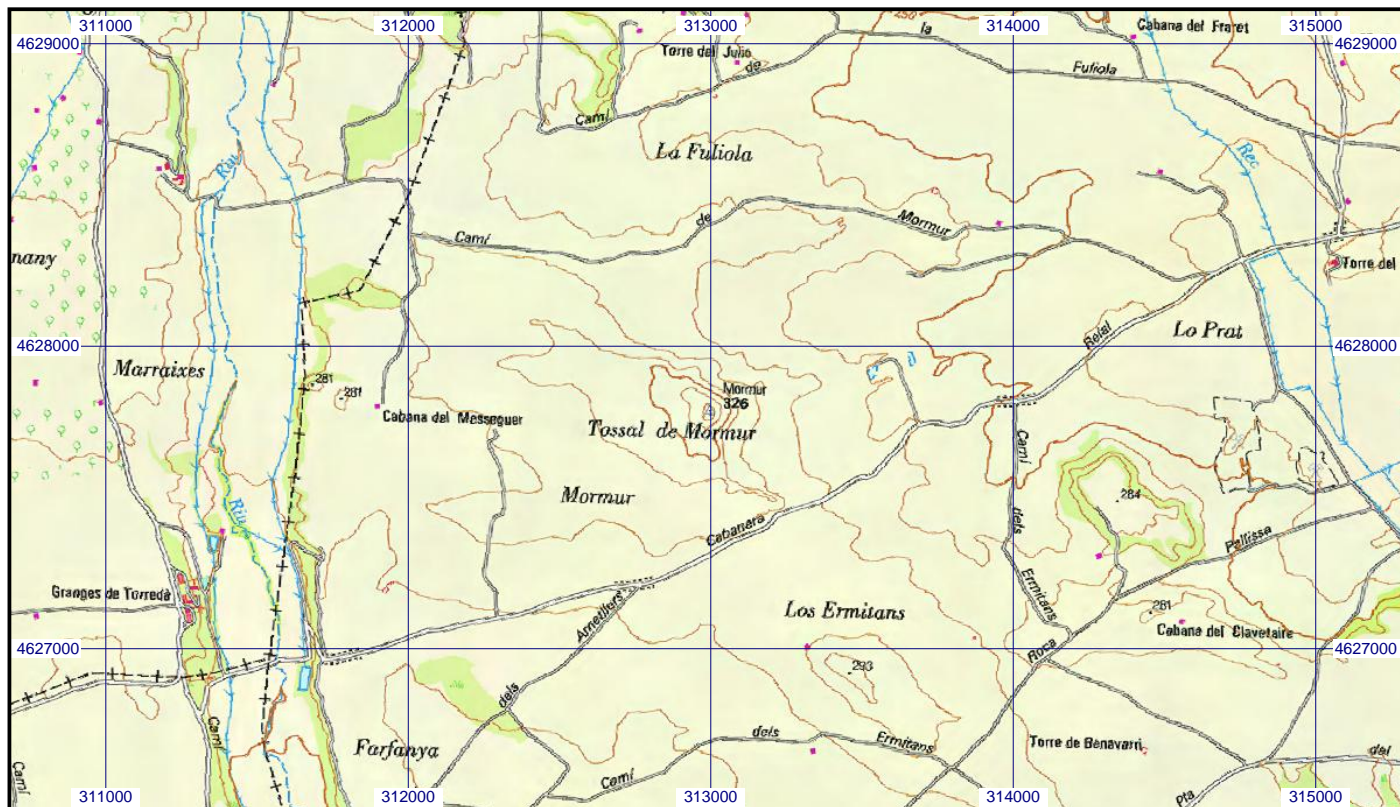 311000
312000
313000
314000
315000
4629000
4629000
Cabana del Fraret
Torre del Julio
Camí
de
la
Fuliola
La Fuliola
Riu
Rec
Camí
de
Mormur
nany
Torre del
4628000
4628000
Reial
Lo Prat
Marraixes
281
281
Cabana del Messeguer
Mormur
326
Tossal de Mormur
Mormur
Camí
dels
Ermitans
284
Riu
Cabanera
Pallissa
Granges de Torredà
Los Ermitans
281
Cabana del Clavetaire
4627000
4627000
Roca
293
dels
Camí
Farfanya
dels
Ermitans
Torre de Benavarri
del
Camí
Camí
Pta
311000
312000
313000
314000
315000